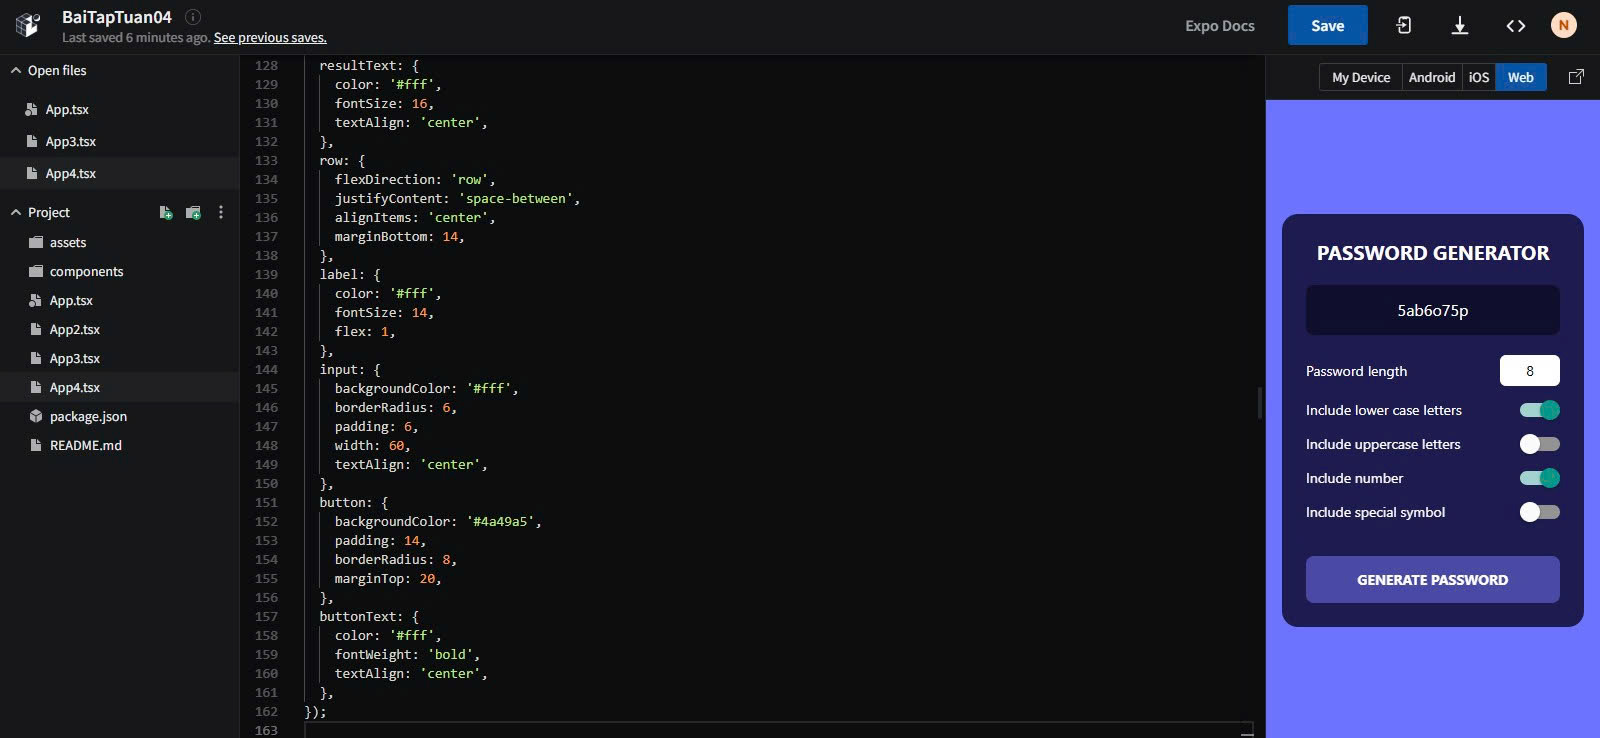 BaiTapTuan04
Last saved 6 minutes ago. See previous saves.
Expo Docs
Save
N
Open files
App.tsx
App3.tsx
App4.tsx
Project
assets
components
App.tsx
App2.tsx
App3.tsx
App4.tsx
package.json
README.md
128 resultText: {
129 color: '#fff',
130 fontSize: 16,
131 textAlign: 'center',
132 },
133 row: {
134 flexDirection: 'row',
135 justifyContent: 'space-between',
136 alignItems: 'center',
137 marginBottom: 14,
138 },
139 label: {
140 color: '#fff',
141 fontSize: 14,
142 flex: 1,
143 },
144 input: {
145 backgroundColor: '#fff',
146 borderRadius: 6,
147 padding: 6,
148 width: 60,
149 textAlign: 'center',
150 },
151 button: {
152 backgroundColor: '#4a49a5',
153 padding: 14,
154 borderRadius: 8,
155 marginTop: 20,
156 },
157 buttonText: {
158 color: '#fff',
159 fontWeight: 'bold',
160 textAlign: 'center',
161 },
162 });
163
My Device Android iOS Web
PASSWORD GENERATOR
5ab6o75p
Password length 8
Include lower case letters
Include uppercase letters
Include number
Include special symbol
GENERATE PASSWORD